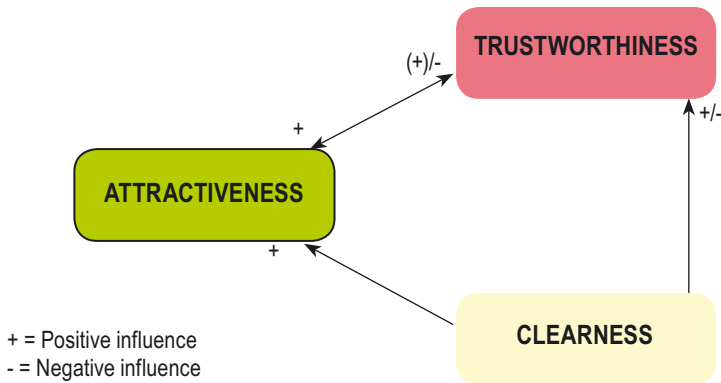 TRUSTWORTHINESS
(+)/-
+/-
+
ATTRACTIVENESS
+
CLEARNESS
+ = Positive influence
- = Negative influence